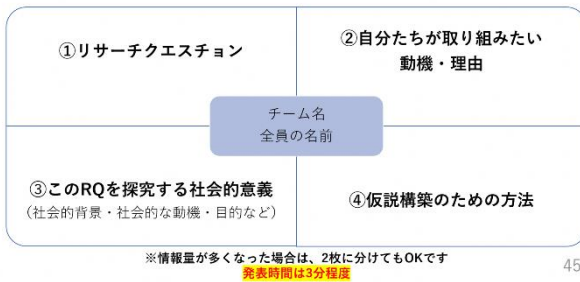 ①リサーチクエスチョン
②自分たちが取り組みたい
動機・理由
チーム名
全員の名前
③このRQを探究する社会的意義
（社会的背景・社会的な動機・目的など）
④仮説構築のための方法
※情報量が多くなった場合は、2枚に分けてもOKです
発表時間は3分程度
45